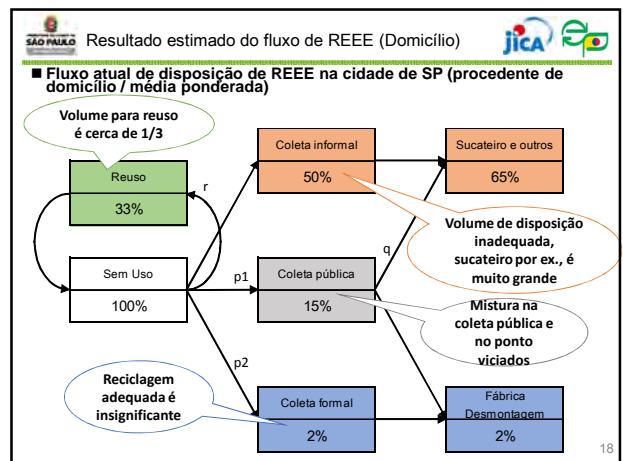 SÃO PAULO
Resultado estimado do fluxo de REEE (Domicílio)
jica
■ Fluxo atual de disposição de REEE na cidade de SP (procedente de
domicílio / média ponderada)
Volume para reuso
é cerca de 1/3
Coleta informal
50%
Sucateiro e outros
65%
Reuso
33%
r
Volume de disposição
inadequada,
sucateiro por ex., é
muito grande
q
Sem Uso
100%
p1
Coleta pública
15%
Mistura na
coleta pública e
no ponto
viciados
p2
Reciclagem
adequada é
insignificante
Coleta formal
2%
Fábrica
Desmontagem
2%
18